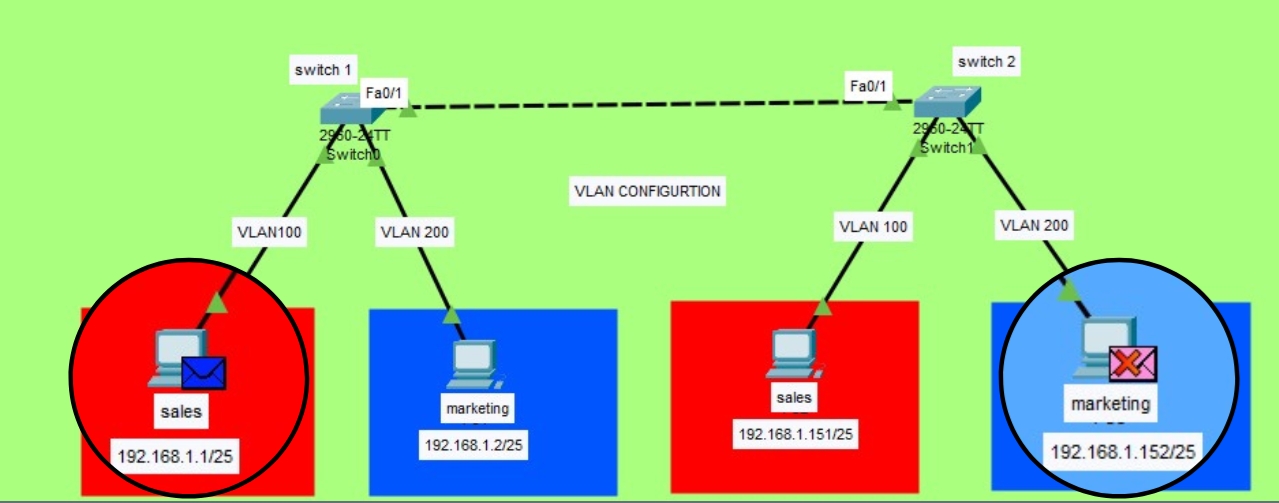 switch 1
switch 2
Fa0/1
Fa0/1
2960-24TT
Switch0
2960-24TT
Switch1
VLAN CONFIGURTION
VLAN100
VLAN 200
VLAN 100
VLAN 200
sales
marketing
sales
marketing
192.168.1.1/25
192.168.1.2/25
192.168.1.151/25
192.168.1.152/25